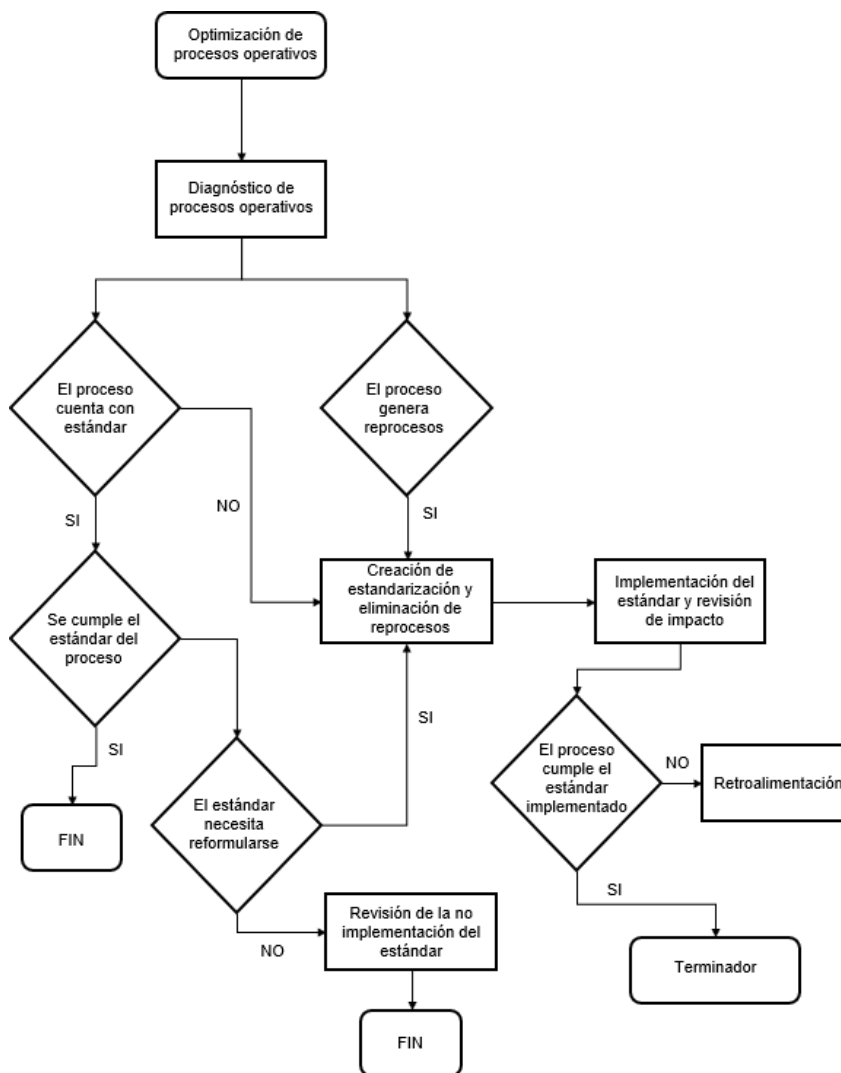 Optimización de
procesos operativos
Diagnóstico de
procesos operativos
El proceso
cuenta con
estándar
El proceso
genera
reprocesos
SI
NO
SI
Se cumple el
estándar del
proceso
Creación de
estandarización y
eliminación de
reprocesos
Implementación del
estándar y revisión
de impacto
SI
SI
El estándar
necesita
reformularse
El proceso
cumple el
estándar
implementado
NO
Retroalimentación
FIN
NO
Revisión de la no
implementación del
estándar
SI
Terminador
FIN